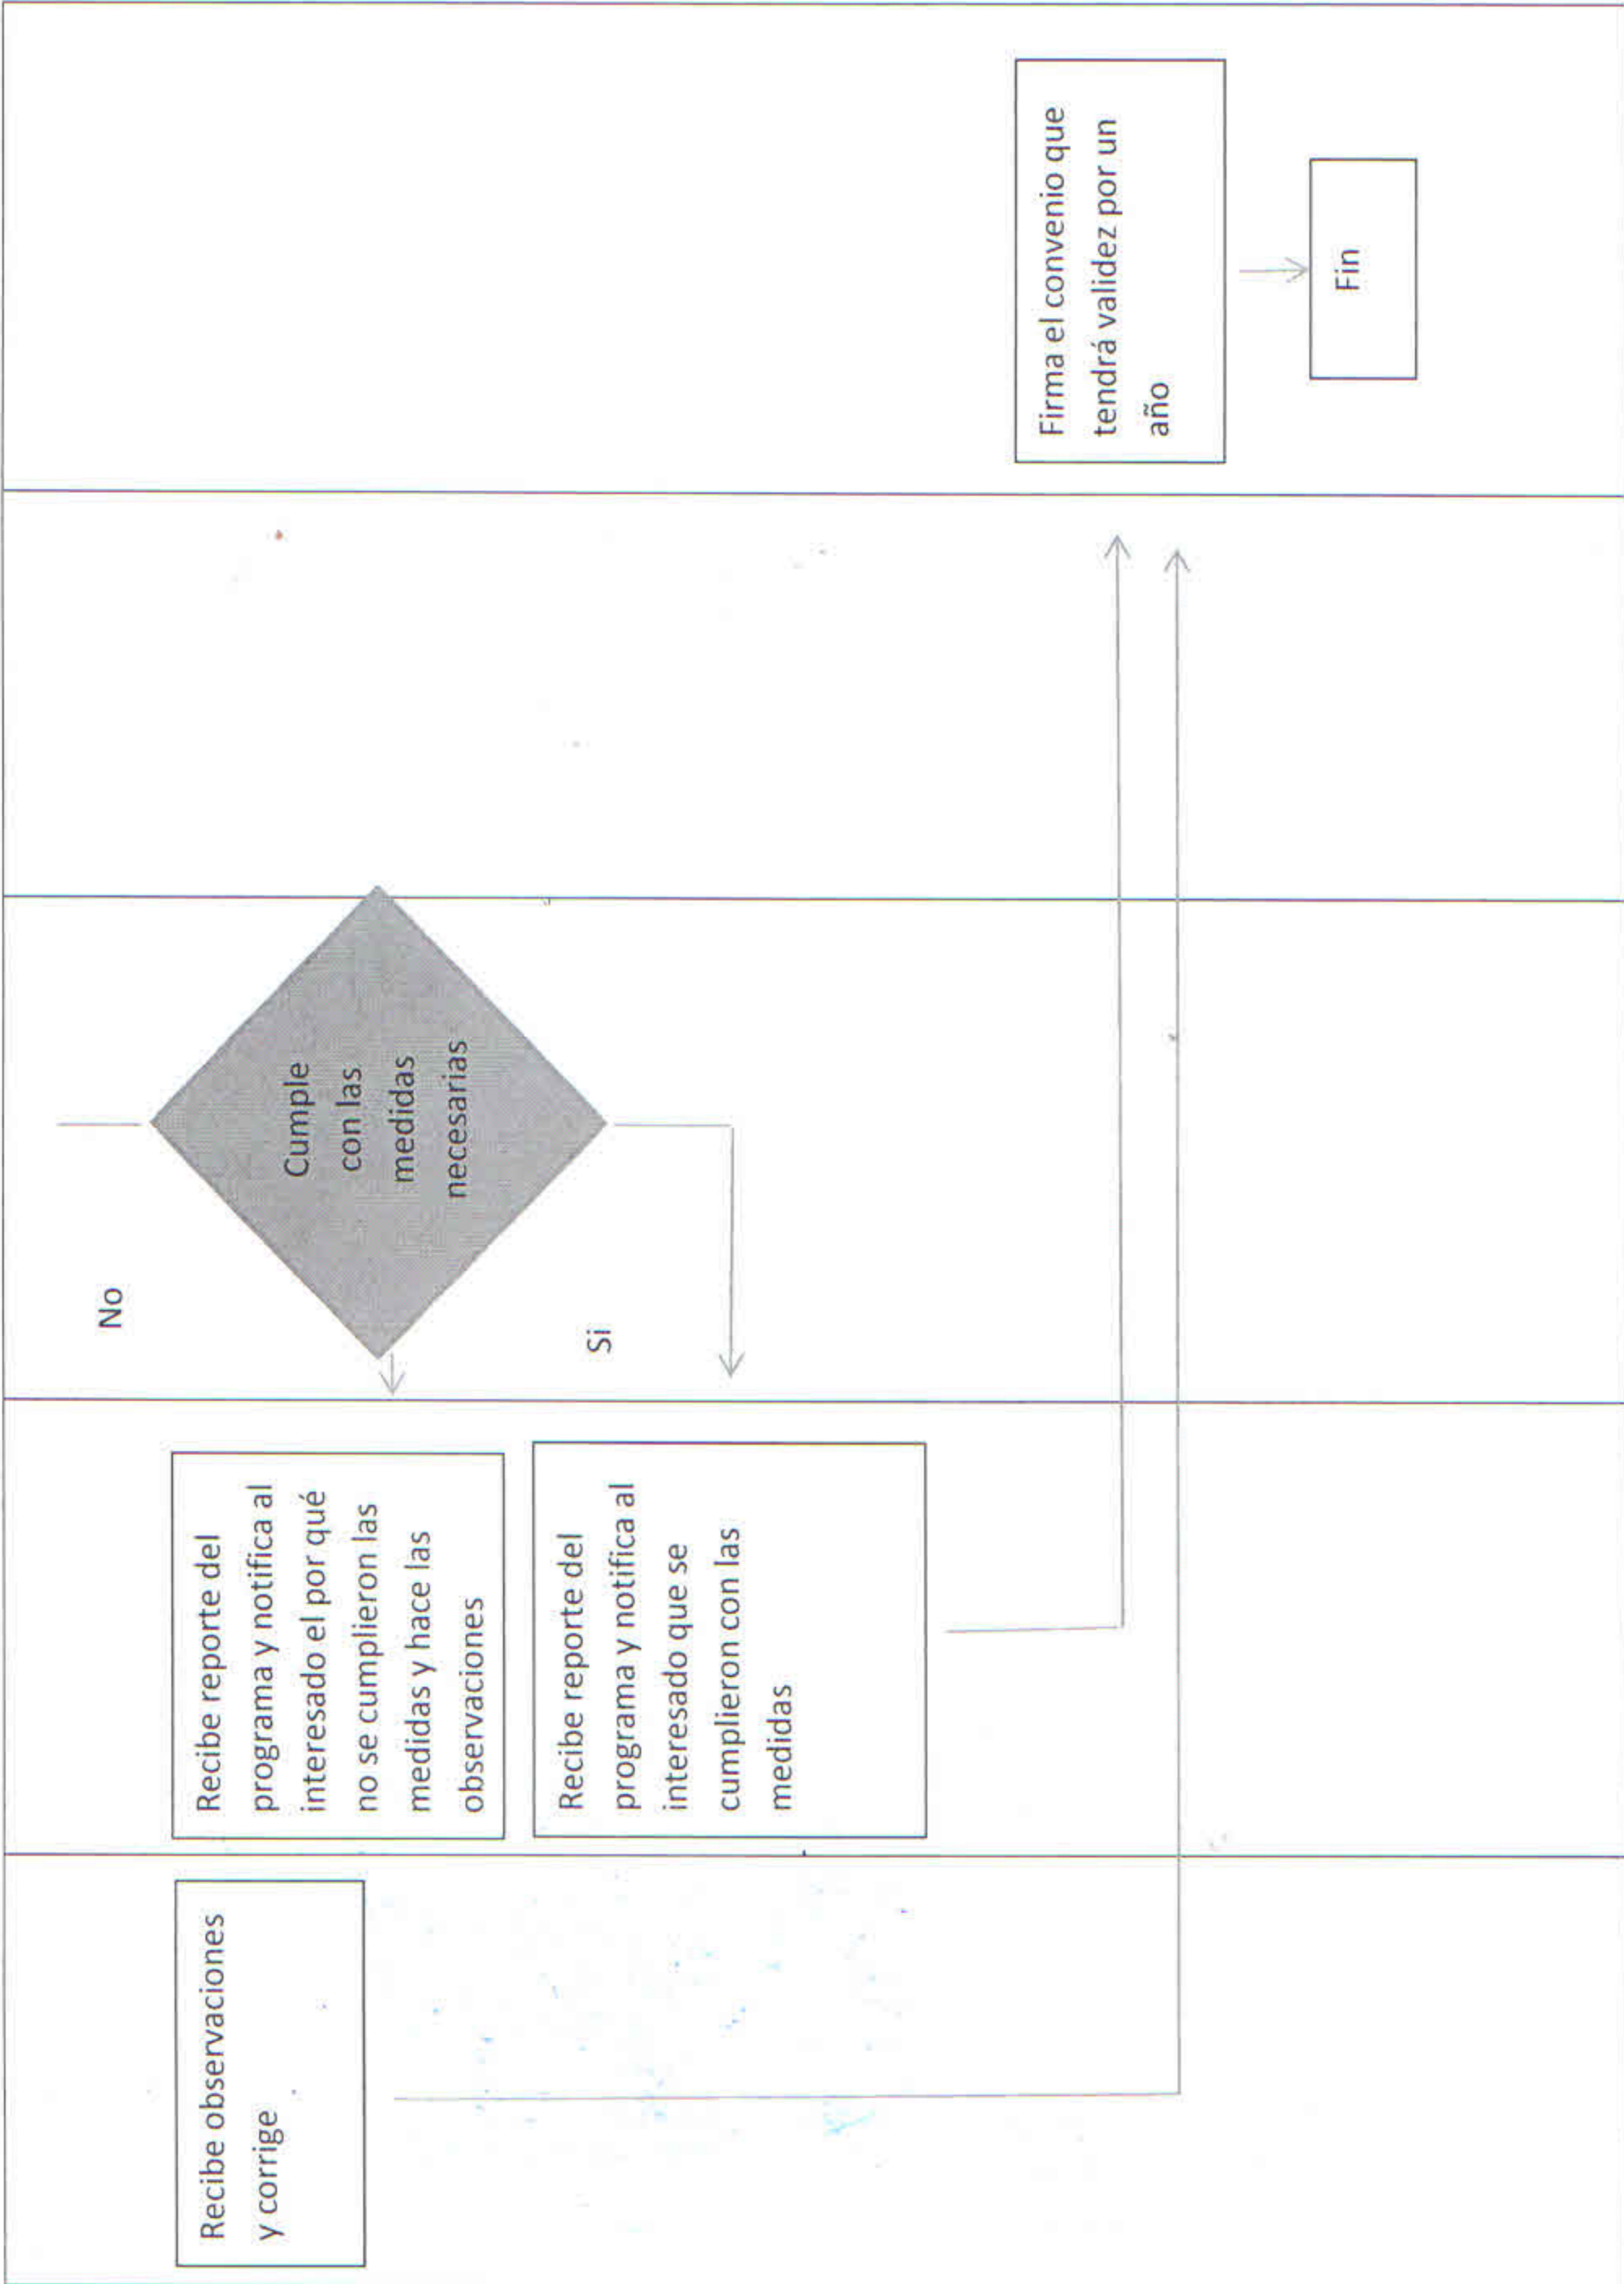 Recibe observaciones
y corrige
Recibe reporte del
programa y notifica al
interesado el por qué
no se cumplieron las
medidas y hace las
observaciones
Recibe reporte del
programa y notifica al
interesado que se
cumplieron con las
medidas
No
Si
Cumple
con las
medidas
necesarias
Firma el convenio que
tendrá validez por un
año
Fin